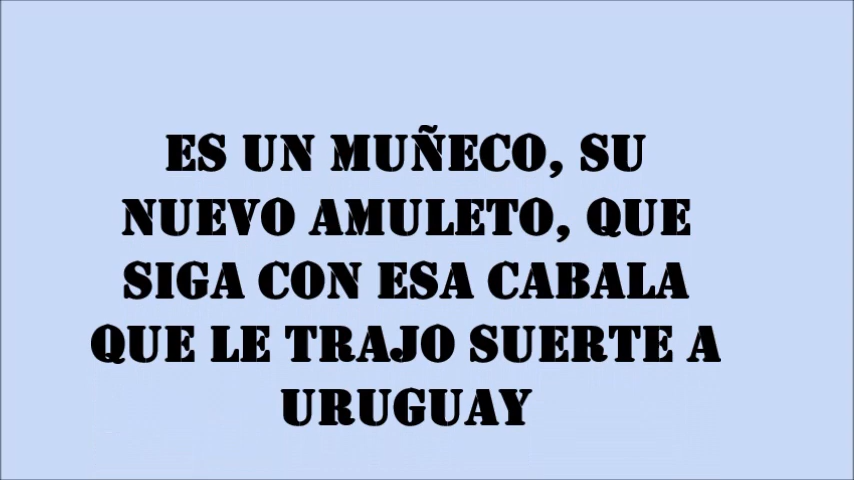 ES UN MUÑECO, SU
NUEVO AMULETO, QUE
SIGA CON ESA CABALA
QUE LE TRAJO SUERTE A
URUGUAY